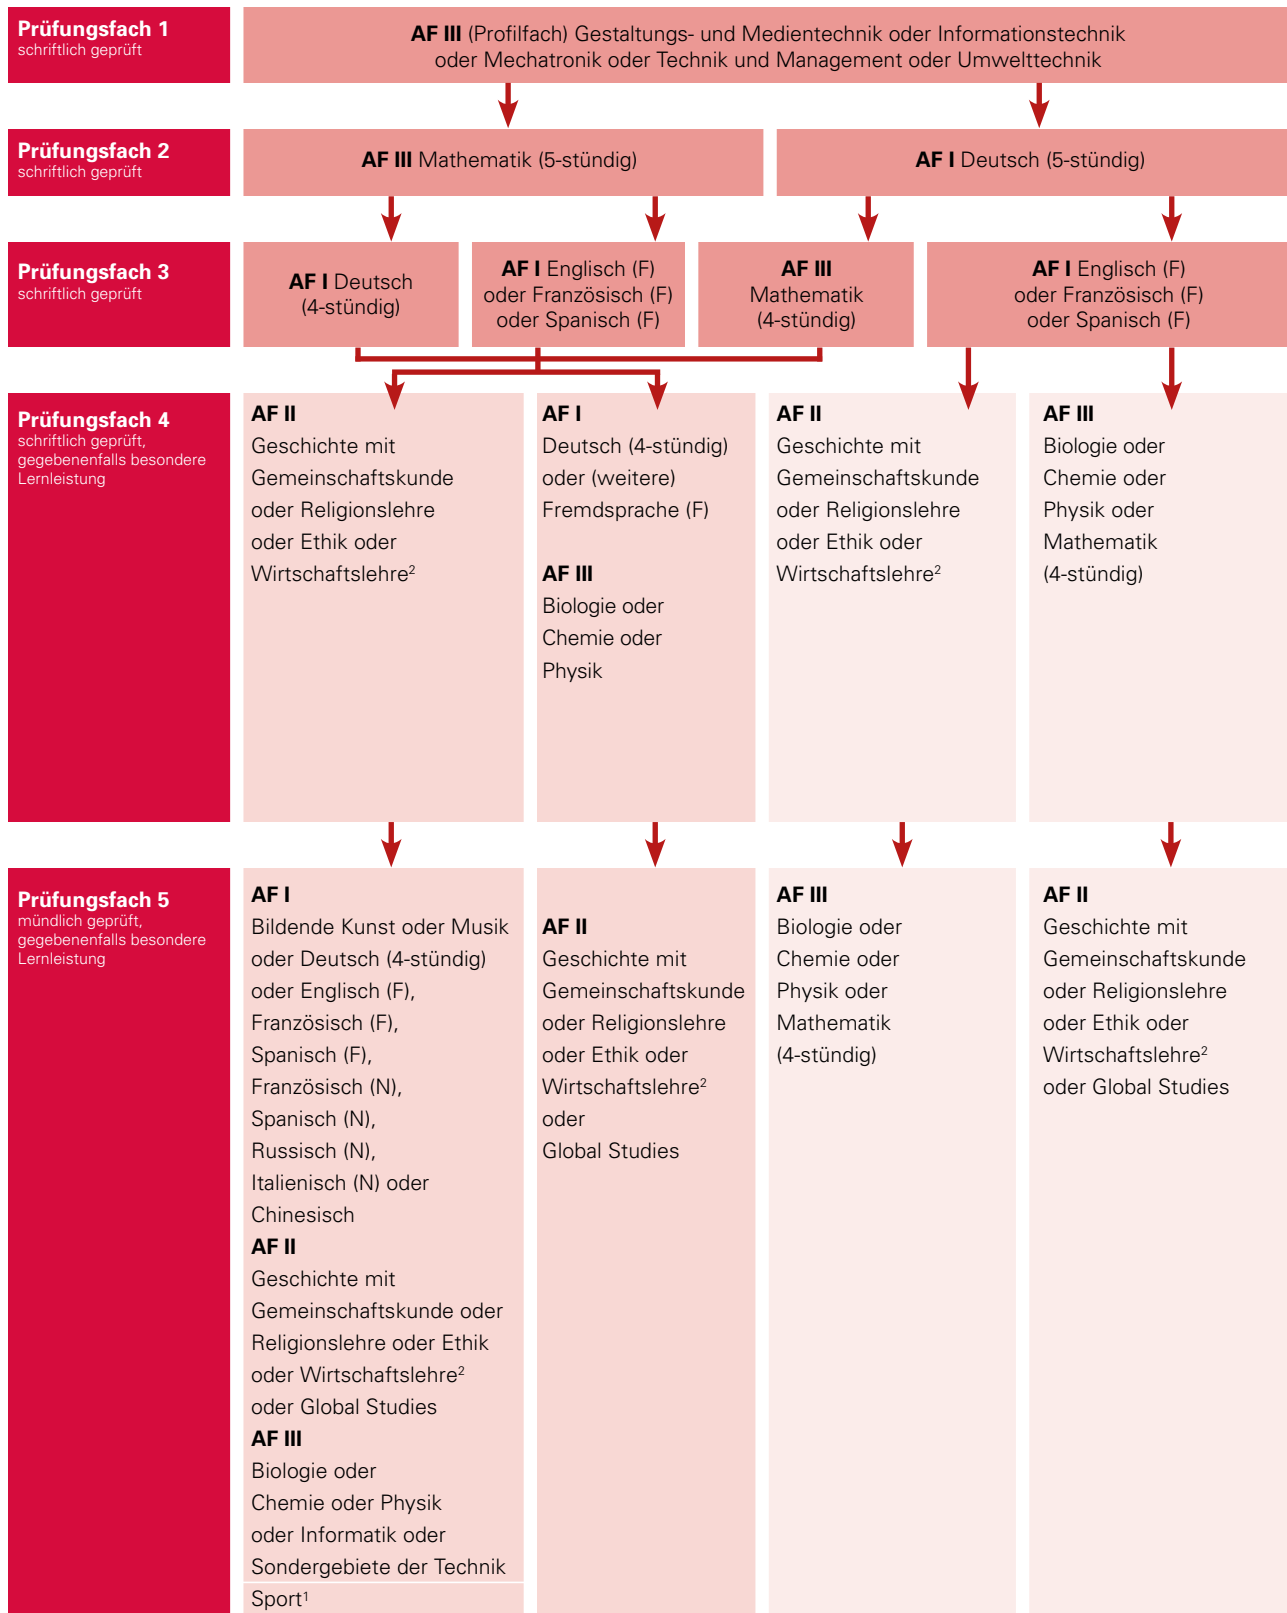 Prüfungsfach 1
schriftlich geprüft
AF III (Profilfach) Gestaltungs- und Medientechnik oder Informationstechnik
oder Mechatronik oder Technik und Management oder Umwelttechnik
Prüfungsfach 2
schriftlich geprüft
AF III Mathematik (5-stündig)
AF I Deutsch (5-stündig)
Prüfungsfach 3
schriftlich geprüft
AF I Deutsch
(4-stündig)
AF I Englisch (F)
oder Französisch (F)
oder Spanisch (F)
AF III
Mathematik
(4-stündig)
AF I Englisch (F)
oder Französisch (F)
oder Spanisch (F)
Prüfungsfach 4
schriftlich geprüft,
gegebenenfalls besondere
Lernleistung
AF II
Geschichte mit
Gemeinschaftskunde
oder Religionslehre
oder Ethik oder
Wirtschaftslehre²
AF I
Deutsch (4-stündig)
oder (weitere)
Fremdsprache (F)
AF III
Biologie oder
Chemie oder
Physik
AF II
Geschichte mit
Gemeinschaftskunde
oder Religionslehre
oder Ethik oder
Wirtschaftslehre²
AF III
Biologie oder
Chemie oder
Physik oder
Mathematik
(4-stündig)
Prüfungsfach 5
mündlich geprüft,
gegebenenfalls besondere
Lernleistung
AF I
Bildende Kunst oder Musik
oder Deutsch (4-stündig)
oder Englisch (F),
Französisch (F),
Spanisch (F),
Französisch (N),
Spanisch (N),
Russisch (N),
Italienisch (N) oder
Chinesisch
AF II
Geschichte mit
Gemeinschaftskunde oder
Religionslehre oder Ethik
oder Wirtschaftslehre²
oder Global Studies
AF III
Biologie oder
Chemie oder Physik
oder Informatik oder
Sondergebiete der Technik
Sport¹
AF II
Geschichte mit
Gemeinschaftskunde
oder Religionslehre
oder Ethik oder
Wirtschaftslehre²
oder
Global Studies
AF III
Biologie oder
Chemie oder
Physik oder
Mathematik
(4-stündig)
AF II
Geschichte mit
Gemeinschaftskunde
oder Religionslehre
oder Ethik oder
Wirtschaftslehre²
oder Global Studies